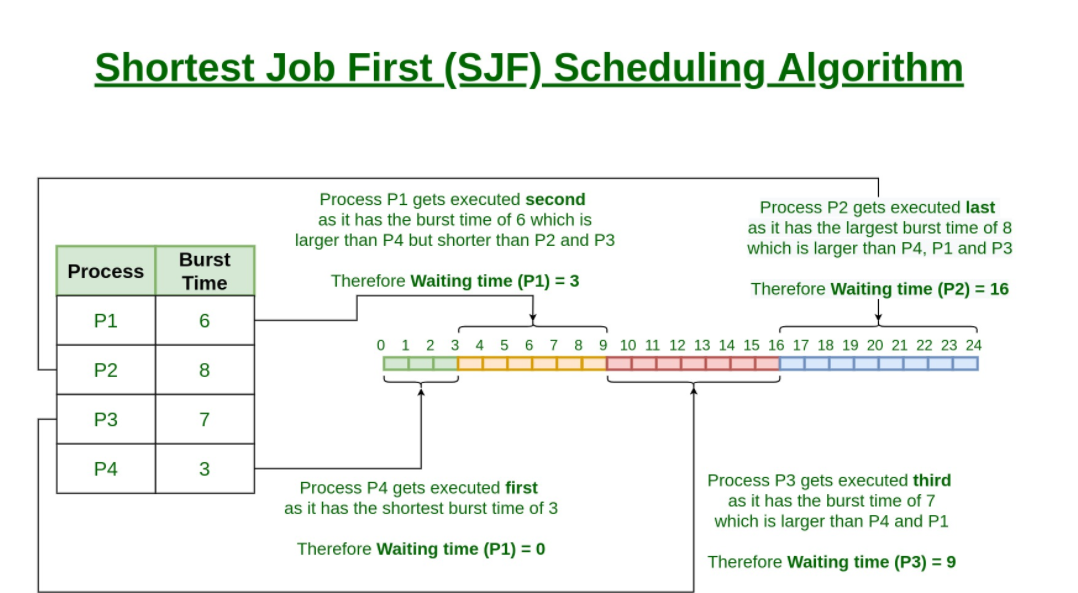 Shortest Job First (SJF) Scheduling Algorithm
Process P1 gets executed second
as it has the burst time of 6 which is
larger than P4 but shorter than P2 and P3
Therefore Waiting time (P1) = 3
Process P2 gets executed last
as it has the largest burst time of 8
which is larger than P4, P1 and P3
Therefore Waiting time (P2) = 16
Process Burst
Time
P1 6
P2 8
P3 7
P4 3
0 1 2 3 4 5 6 7 8 9 10 11 12 13 14 15 16 17 18 19 20 21 22 23 24
Process P4 gets executed first
as it has the shortest burst time of 3
Therefore Waiting time (P1) = 0
Process P3 gets executed third
as it has the burst time of 7
which is larger than P4 and P1
Therefore Waiting time (P3) = 9